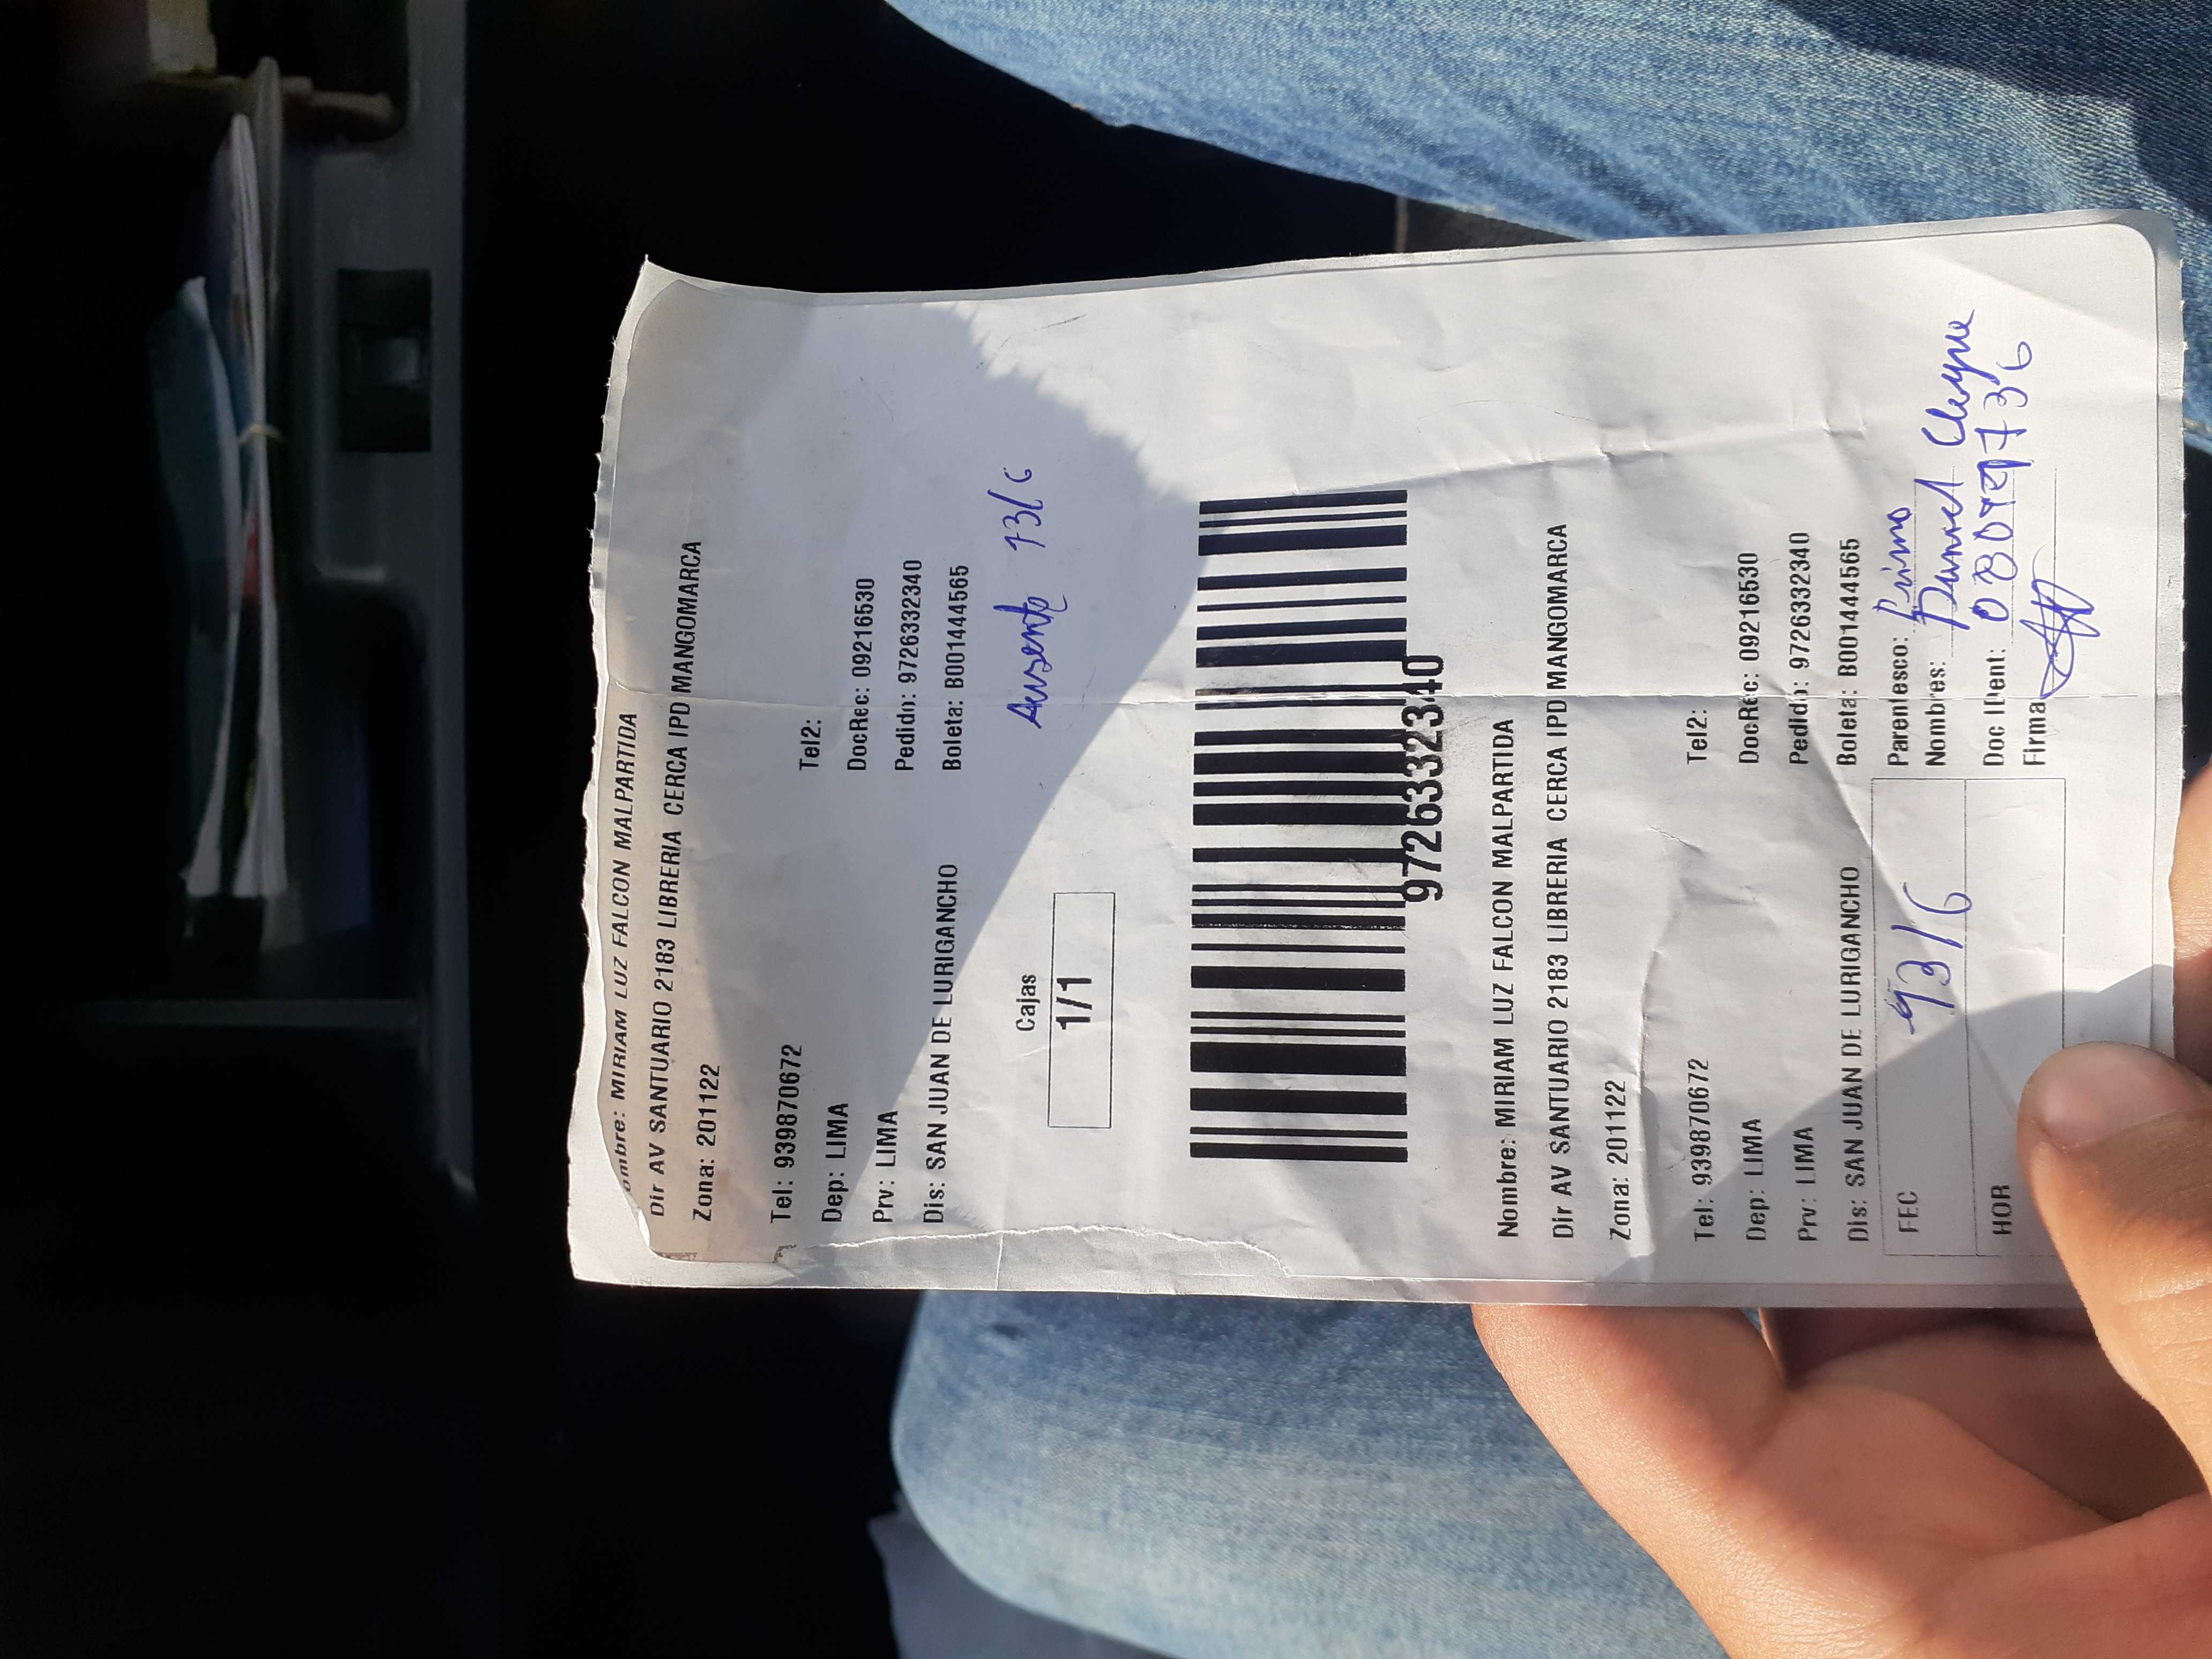 ombre: MIRIAM LUZ FALCON MALPARTIDA
Dir AV SANTUARIO 2183 LIBRERIA CERCA IPD MANGOMARCA
Zona: 201122
Tel: 939870672 Tel2:
Dep: LIMA DocRec: 09216530
Prv: LIMA Pedido: 9726332340
Dis: SAN JUAN DE LURIGANCHO Boleta: B001444565
Cajas
1/1
Ausente 13/6
9726332340
Nombre: MIRIAM LUZ FALCON MALPARTIDA
Dir AV SANTUARIO 2183 LIBRERIA CERCA IPD MANGOMARCA
Zona: 201122
Tel: 939870672 Tel2:
Dep: LIMA DocRec: 09216530
Prv: LIMA Pedido: 9726332340
Dis: SAN JUAN DE LURIGANCHO Boleta: B001444565
FEC Parentesco: Primo
Nombres: Daniel
HOR Doc IDent:
Firma